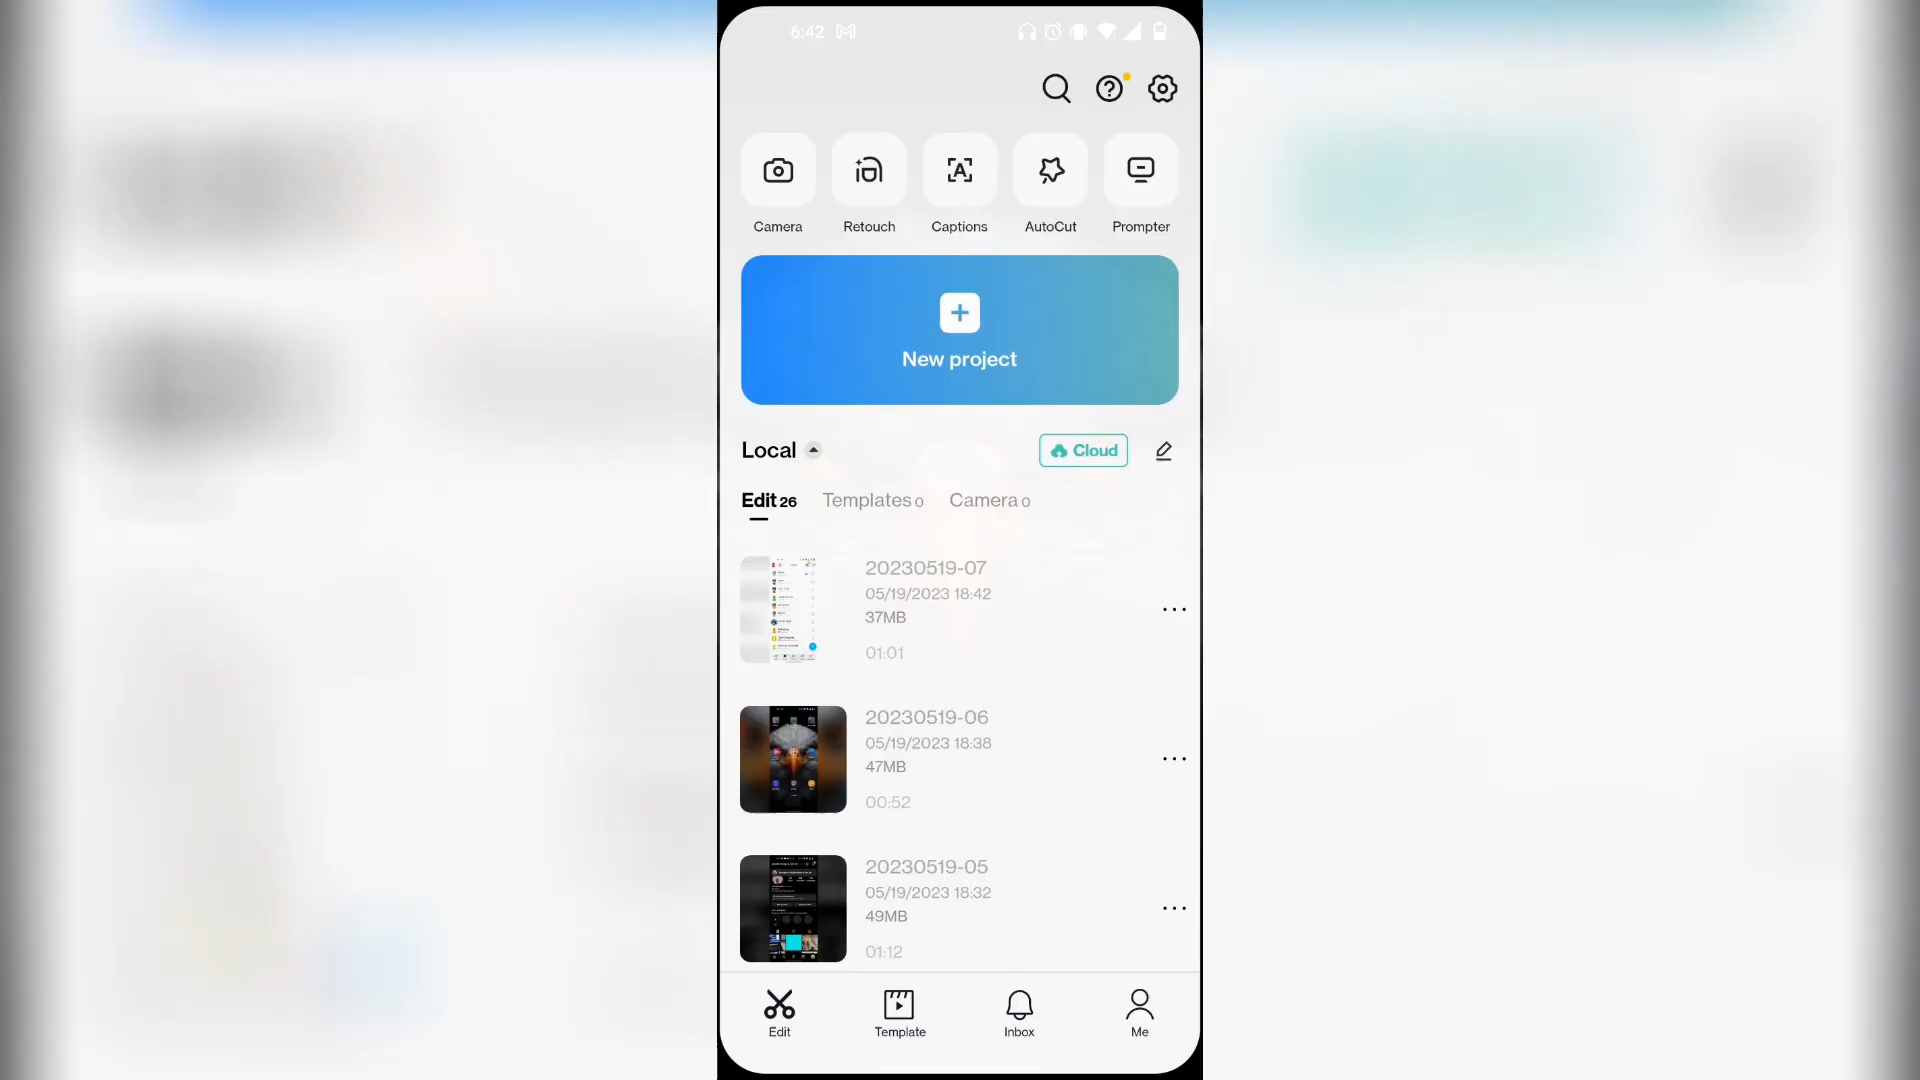 6:42
Camera
Retouch
Captions
AutoCut
Prompter
New project
Local
Cloud
Edit 26
Templates 0
Camera 0
20230519-07
05/19/2023 18:42
37MB
01:01
20230519-06
05/19/2023 18:38
47MB
00:52
20230519-05
05/19/2023 18:32
49MB
01:12
Edit
Template
Inbox
Me